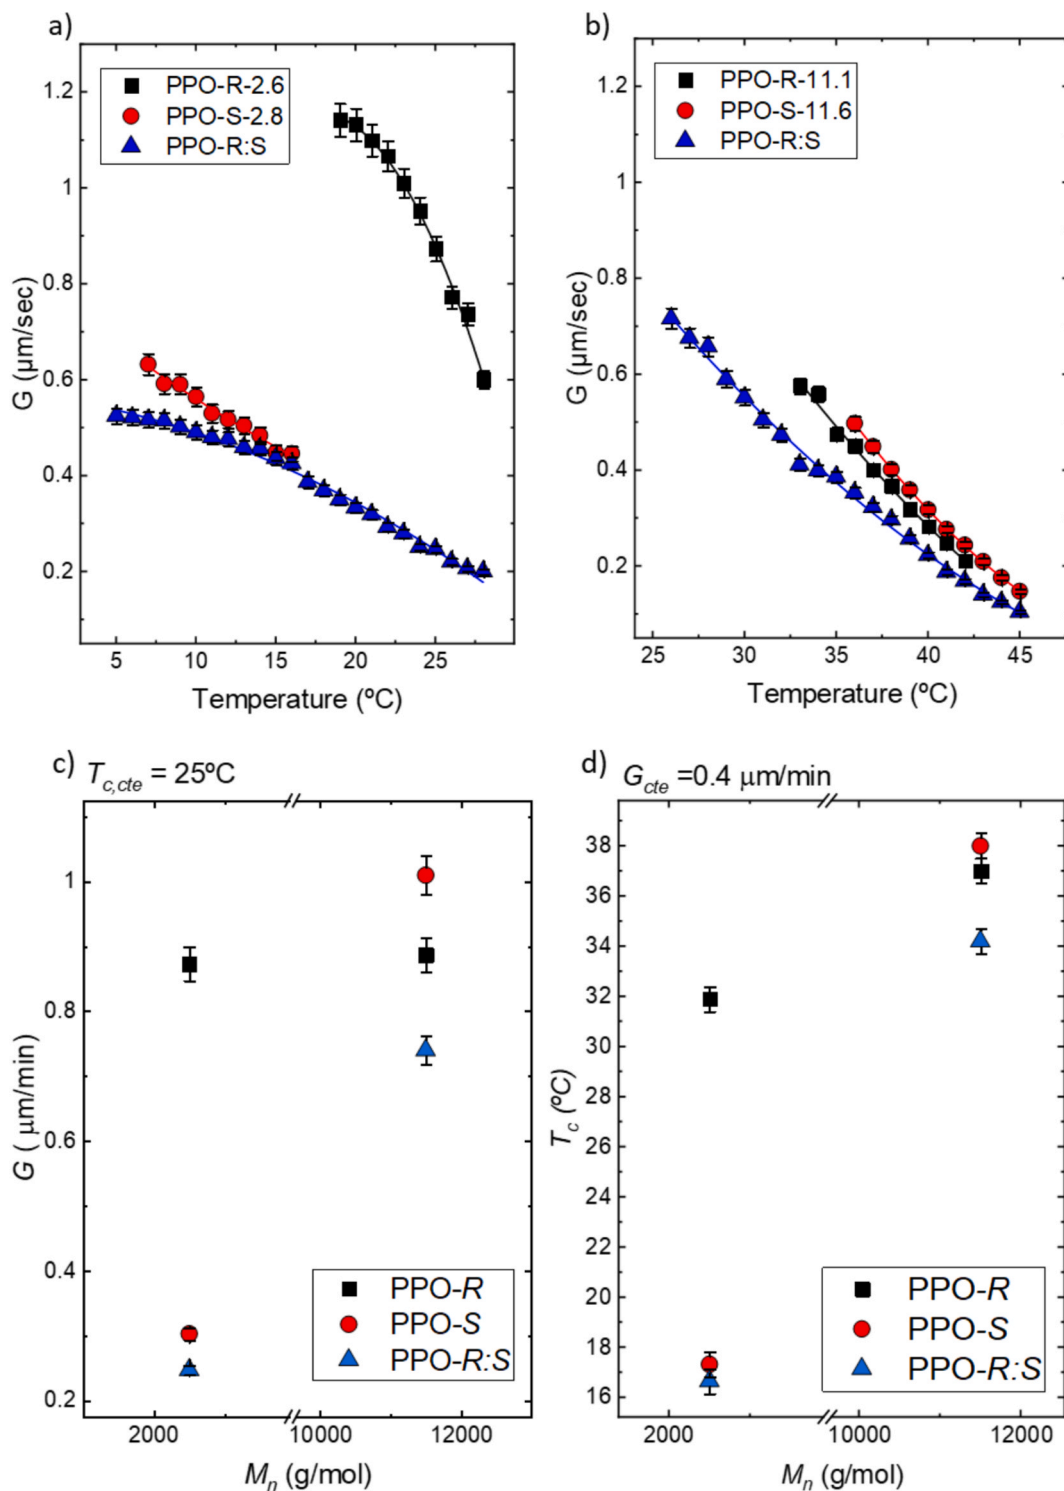 a)
PPO-R-2.6
PPO-S-2.8
PPO-R:S
1.2
1
0.8
0.6
0.4
0.2
G (μm/sec)
5 10 15 20 25
Temperature (ºC)
b)
PPO-R-11.1
PPO-S-11.6
PPO-R:S
1.2
1
0.8
0.6
0.4
0.2
G (μm/sec)
25 30 35 40 45
Temperature (ºC)
c) T_c,cte = 25ºC
1
0.8
0.6
0.4
0.2
G ( μm/min)
PPO-R
PPO-S
PPO-R:S
2000 10000 12000
M_n (g/mol)
d) G_cte =0.4 μm/min
38
36
34
32
30
28
26
24
22
20
18
16
T_c (ºC)
PPO-R
PPO-S
PPO-R:S
2000 10000 12000
M_n (g/mol)